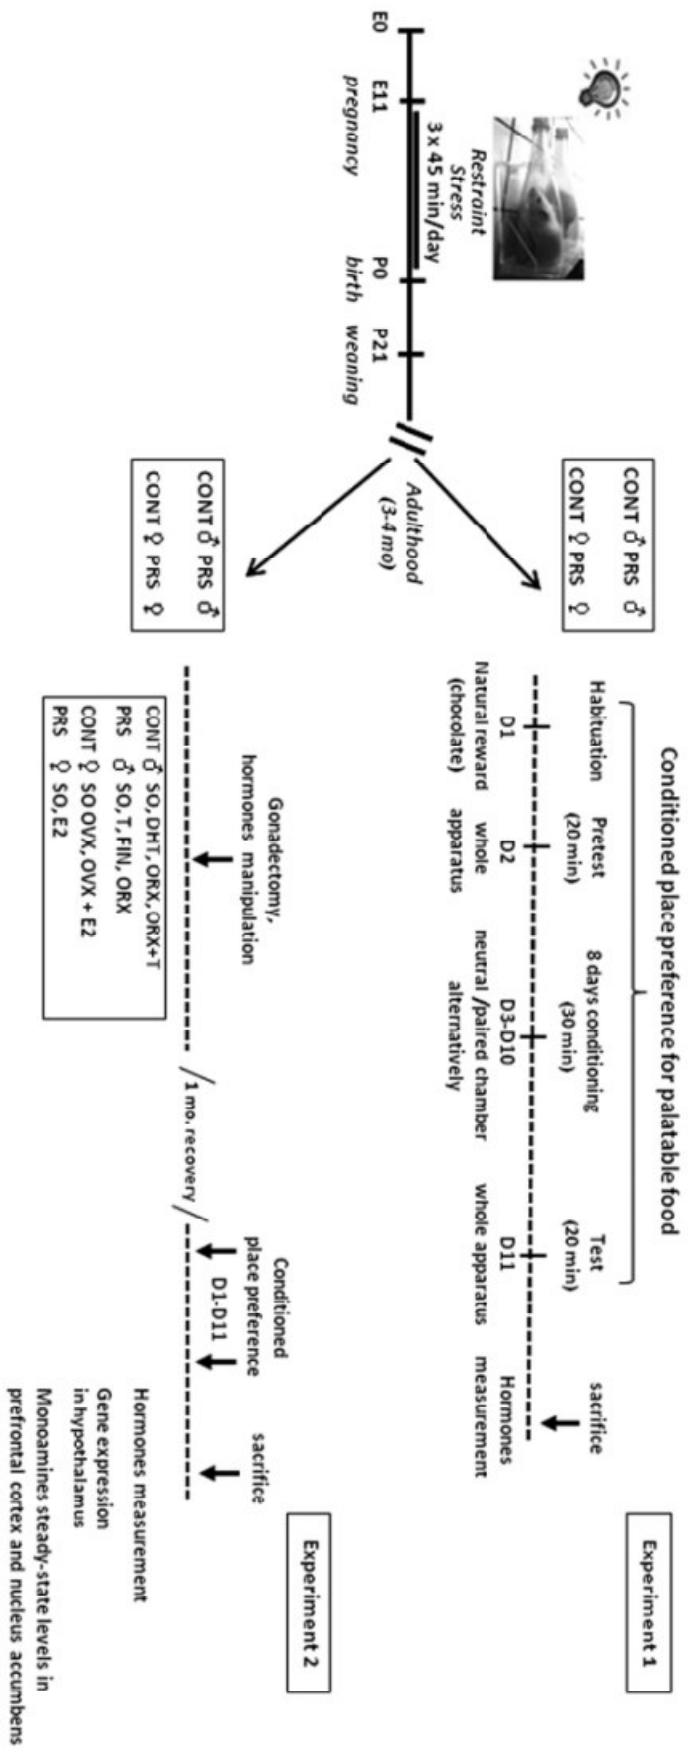 Restraint
Stress
3 x 45 min/day
E0
E11
P0
P21
pregnancy
birth
weaning
Adulthood
(3-4 mo)
CONT ♂ PRS ♂
CONT ♀ PRS ♀
Conditioned place preference for palatable food
Experiment 1
Habituation
Pretest
(20 min)
8 days conditioning
(30 min)
Test
(20 min)
sacrifice
D1
D2
D3-D10
D11
Natural reward
(chocolate)
whole
apparatus
neutral /paired chamber
alternatively
whole apparatus
Hormones
measurement
CONT ♂ PRS ♂
CONT ♀ PRS ♀
Experiment 2
Gonadectomy,
hormones manipulation
1 mo. recovery
Conditioned
place preference
D1-D11
sacrifice
CONT ♂ SO, DHT, ORX, ORX+T
PRS ♂ SO, T, FIN, ORX
CONT ♀ SO OVX, OVX + E2
PRS ♀ SO, E2
Hormones measurement
Gene expression
in hypothalamus
Monoamines steady-state levels in
prefrontal cortex and nucleus accumbens